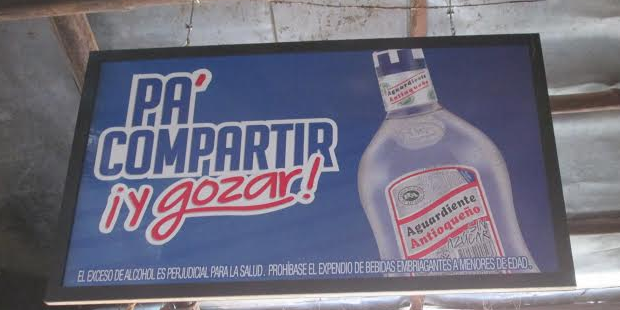 PA'
COMPARTIR
¡Y gozar!
Aguardiente
Antioqueño
Aguardiente
Antioqueño
AZÚCAR
EL EXCESO DE ALCOHOL ES PERJUDICIAL PARA LA SALUD. PROHÍBASE EL EXPENDIO DE BEBIDAS EMBRIAGANTES A MENORES DE EDAD.